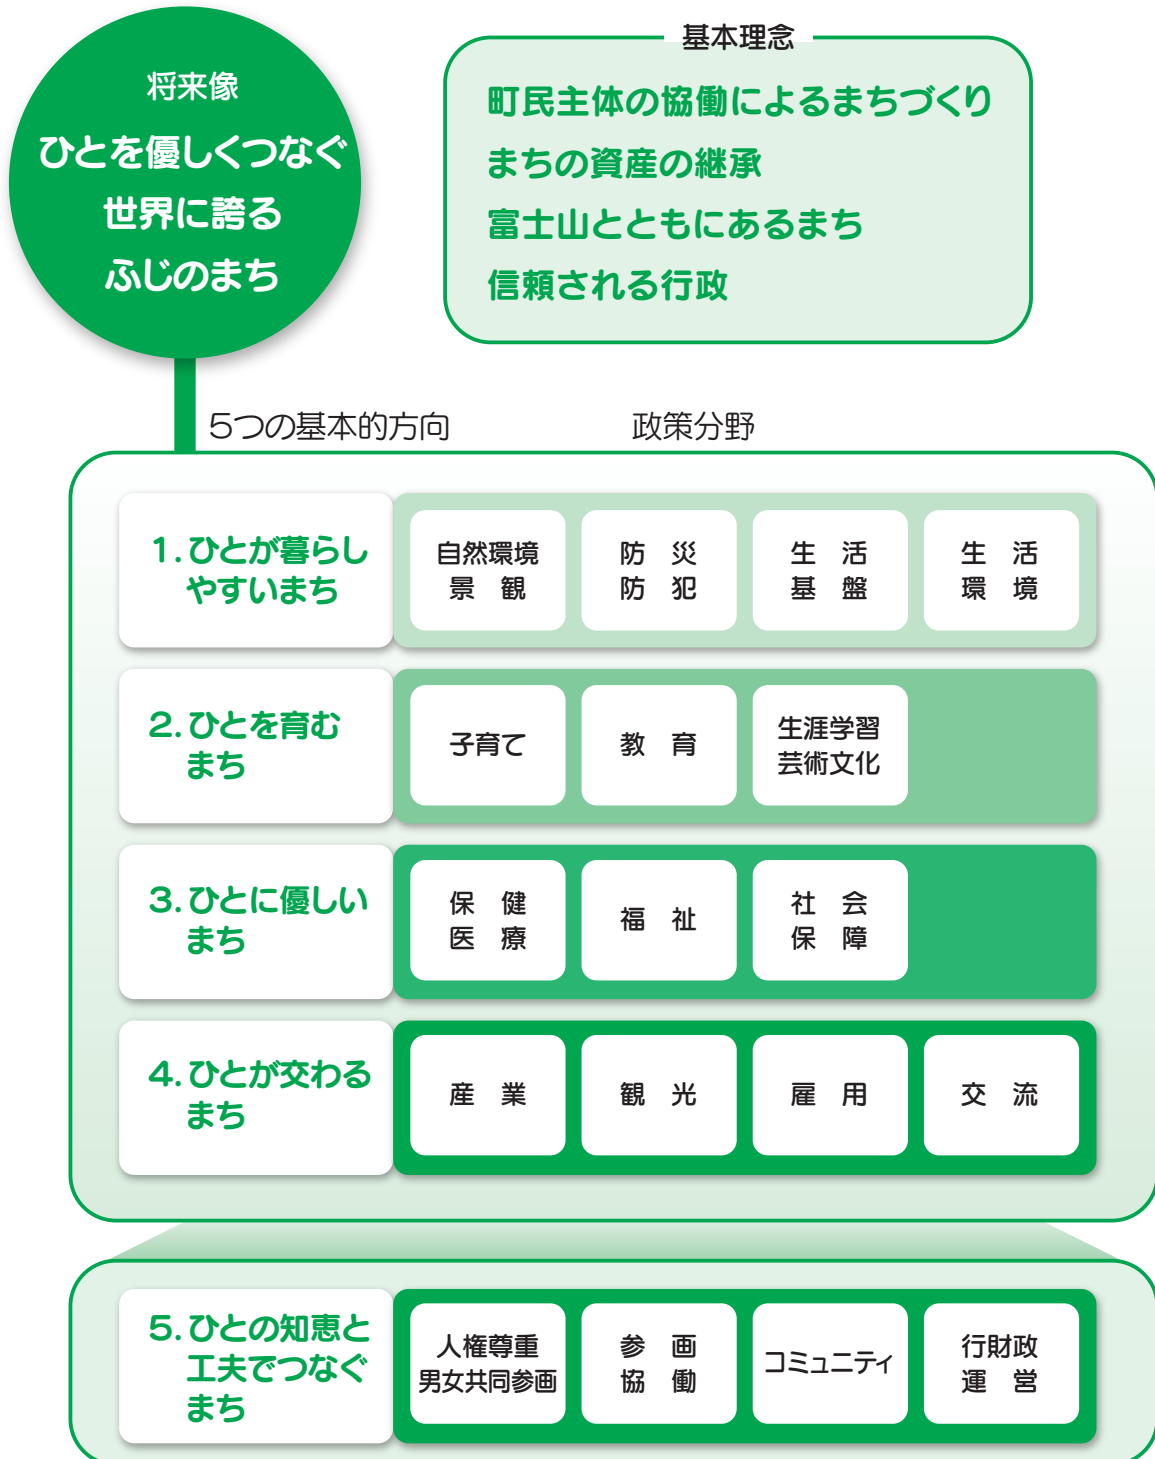 将来像
ひとを優しくつなぐ
世界に誇る
ふじのまち
基本理念
町民主体の協働によるまちづくり
まちの資産の継承
富士山とともにあるまち
信頼される行政
5つの基本的方向
政策分野
1. ひとが暮らし
やすいまち
自然環境
景　観
防　災
防　犯
生　活
基　盤
生　活
環　境
2. ひとを育む
まち
子育て
教　育
生涯学習
芸術文化
3. ひとに優しい
まち
保　健
医　療
福　祉
社　会
保　障
4. ひとが交わる
まち
産　業
観　光
雇　用
交　流
5. ひとの知恵と
工夫でつなぐ
まち
人権尊重
男女共同参画
参　画
協　働
コミュニティ
行財政
運　営